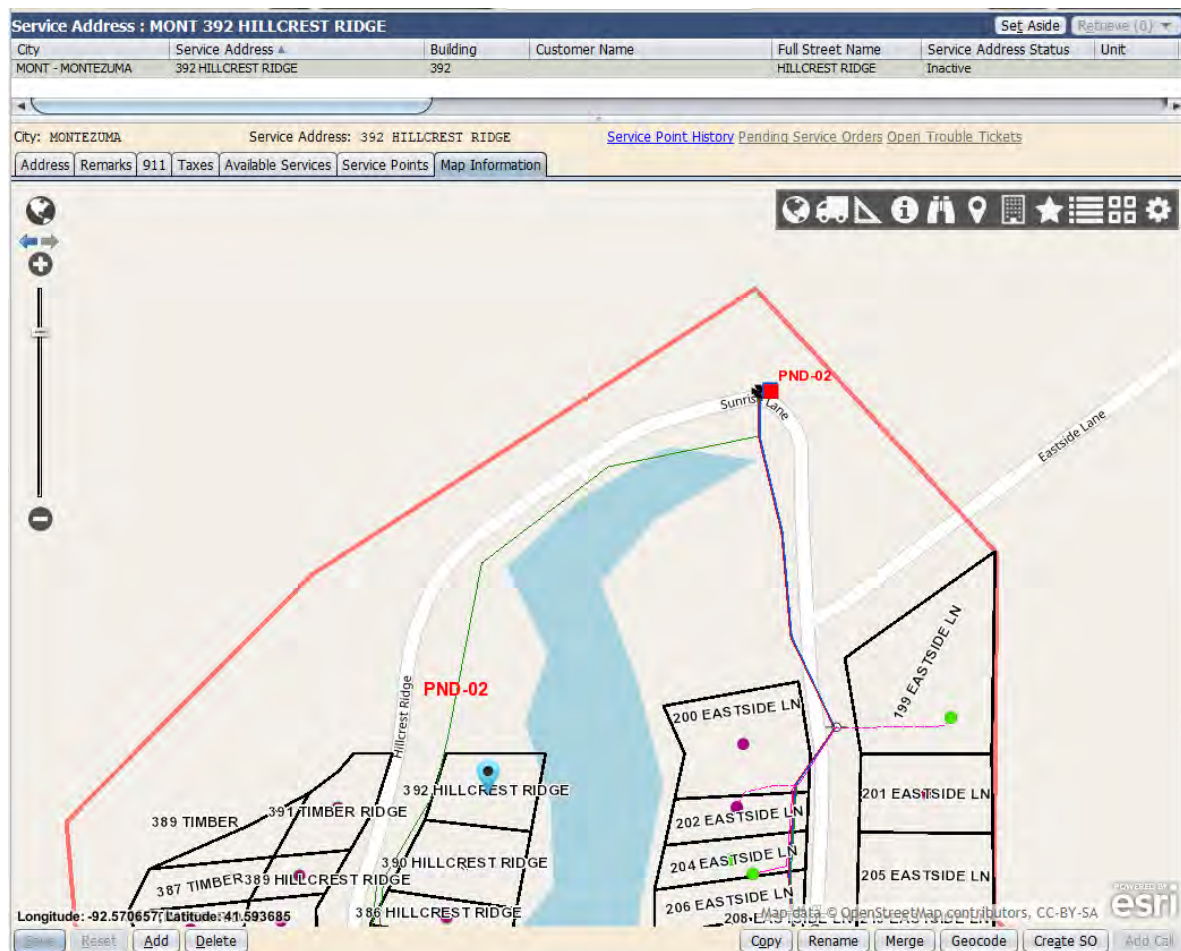 Service Address : MONT 392 HILLCREST RIDGE
Set Aside
Retrieve (0)
City Service Address Building Customer Name Full Street Name Service Address Status Unit
MONT - MONTEZUMA 392 HILLCREST RIDGE 392 HILLCREST RIDGE Inactive
City: MONTEZUMA Service Address: 392 HILLCREST RIDGE Service Point History Pending Service Orders Open Trouble Tickets
Address Remarks 911 Taxes Available Services Service Points Map Information
PND-02
Sunrise Lane
Eastside Lane
199 EASTSIDE LN
PND-02
Hillcrest Ridge
200 EASTSIDE LN
392 HILLCREST RIDGE
201 EASTSIDE LN
391 TIMBER RIDGE
389 TIMBER
202 EASTSIDE LN
204 EASTSIDE LN
390 HILLCREST RIDGE
205 EASTSIDE LN
387 TIMBER
389 HILLCREST RIDGE
206 EASTSIDE LN
386 HILLCREST RIDGE
Longitude: -92.570657, Latitude: 41.593685
Map data © OpenStreetMap contributors, CC-BY-SA
POWERED BY
esri
Save Reset Add Delete Copy Rename Merge Geocode Create SO Add Call